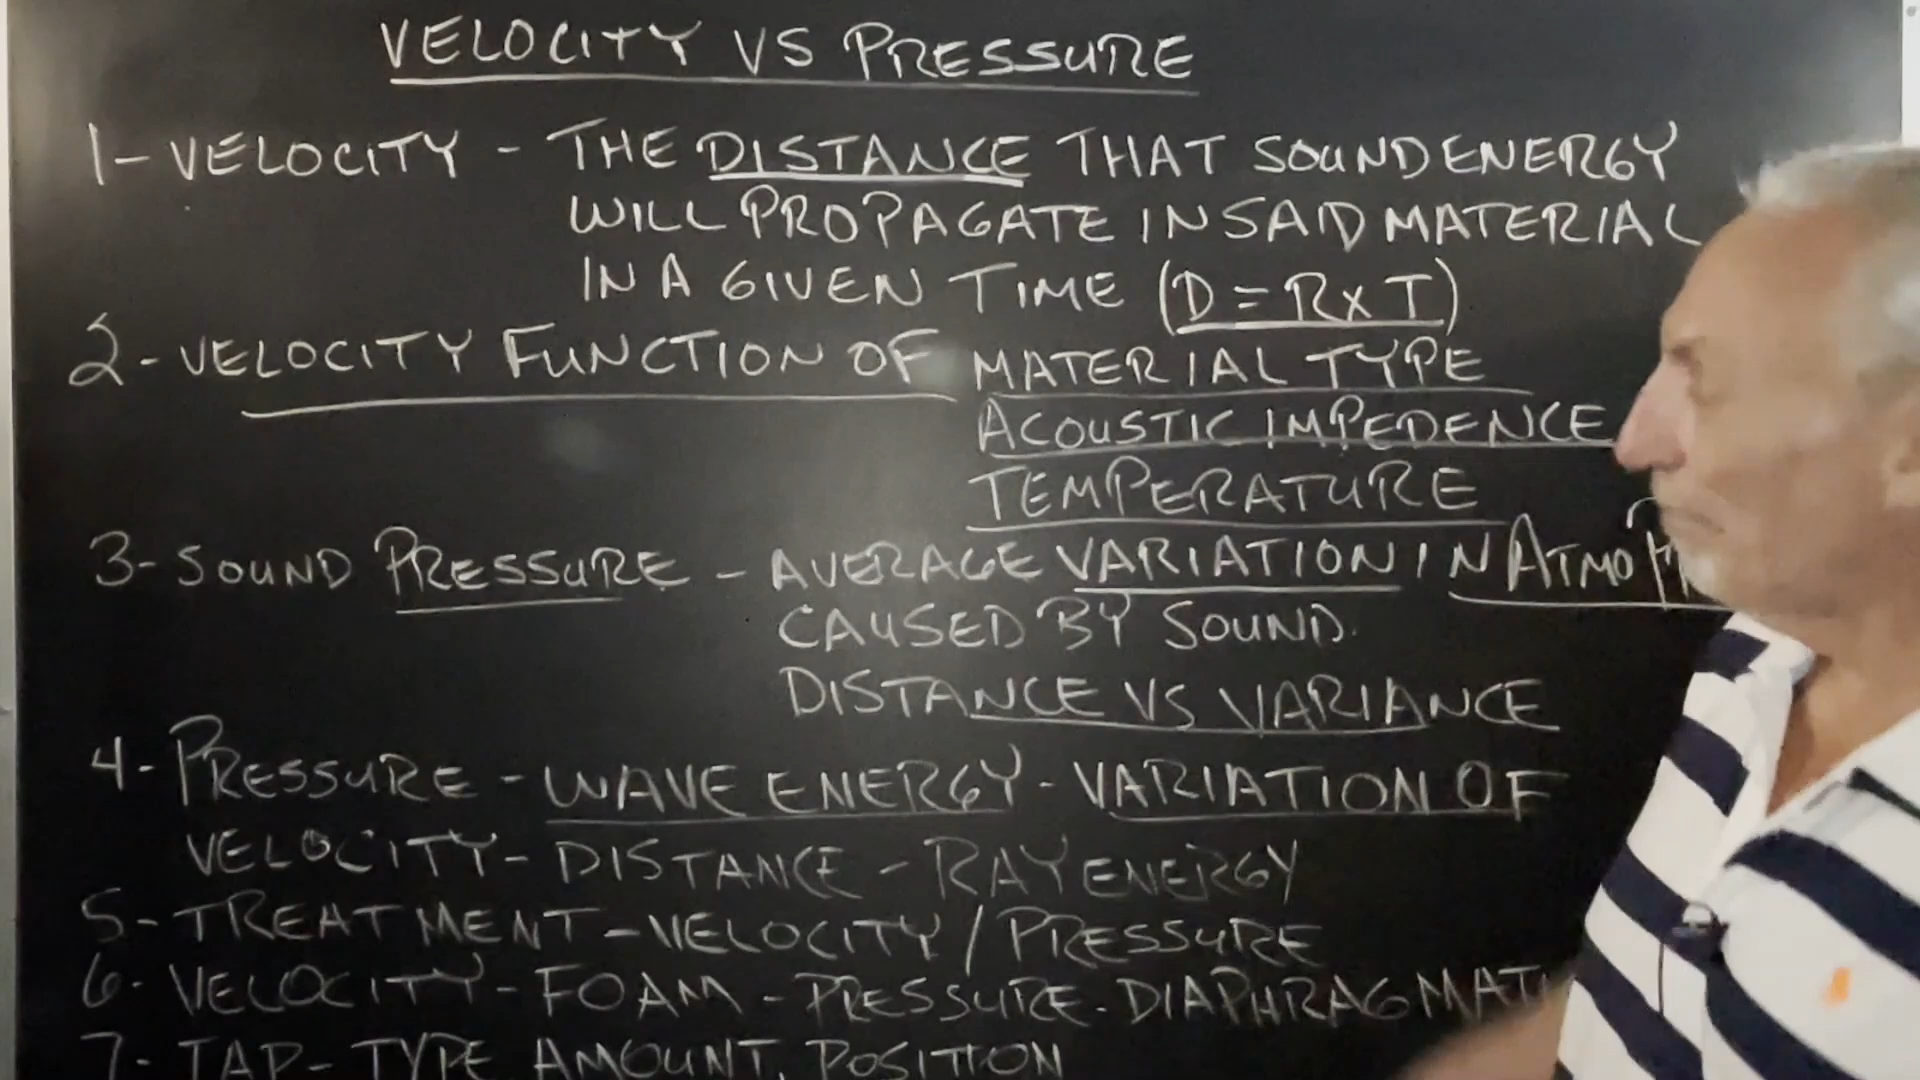 VELOCITY VS PRESSURE
1- VELOCITY - THE DISTANCE THAT SOUND ENERGY
WILL PROPAGATE IN SAID MATERIAL
IN A GIVEN TIME (D = R X T)
2- VELOCITY FUNCTION OF MATERIAL TYPE
ACOUSTIC IMPEDENCE
TEMPERATURE
3- SOUND PRESSURE - AVERAGE VARIATION IN ATMO
CAUSED BY SOUND.
DISTANCE VS VARIANCE
4- PRESSURE - WAVE ENERGY - VARIATION OF
VELOCITY - DISTANCE - RAY ENERGY
5- TREATMENT - VELOCITY / PRESSURE
6- VELOCITY - FOAM - PRESSURE - DIAPHRAGMAT
7- TAP - TYPE AMOUNT, POSITION